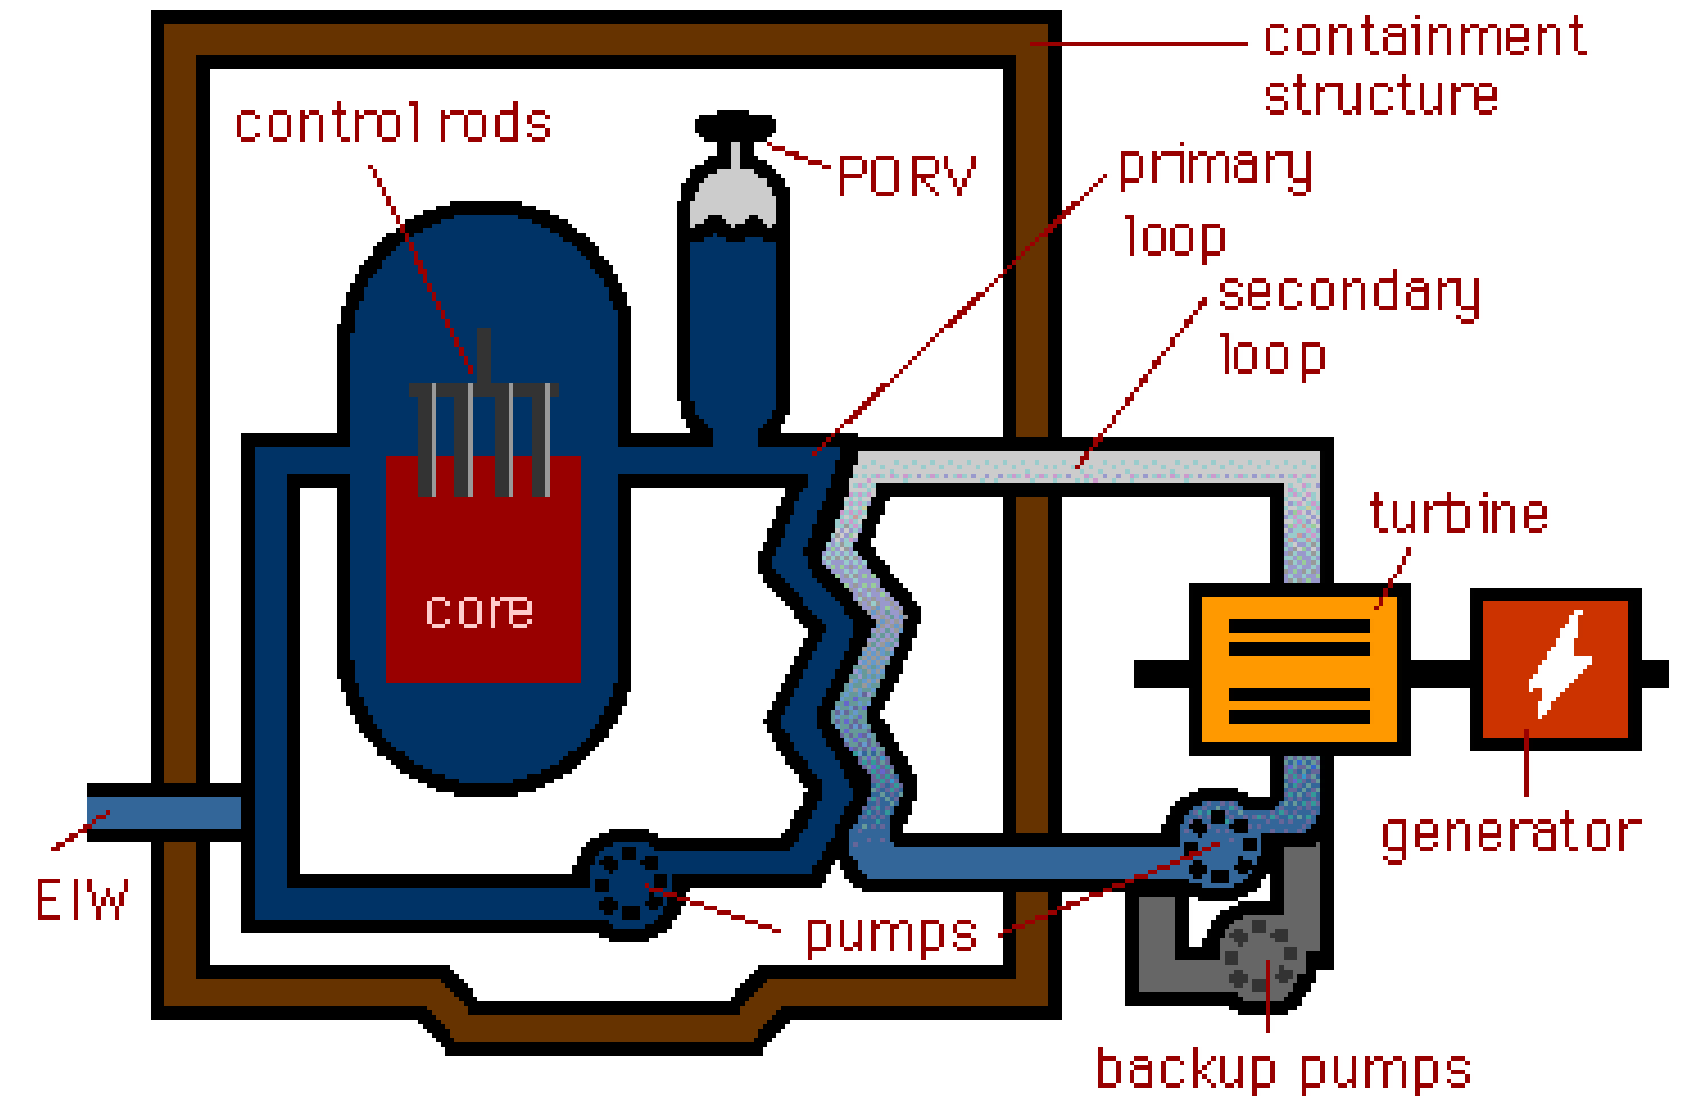 containment
structure
control rods
PORV
primary
loop
secondary
loop
turbine
core
generator
EIW
pumps
backup pumps